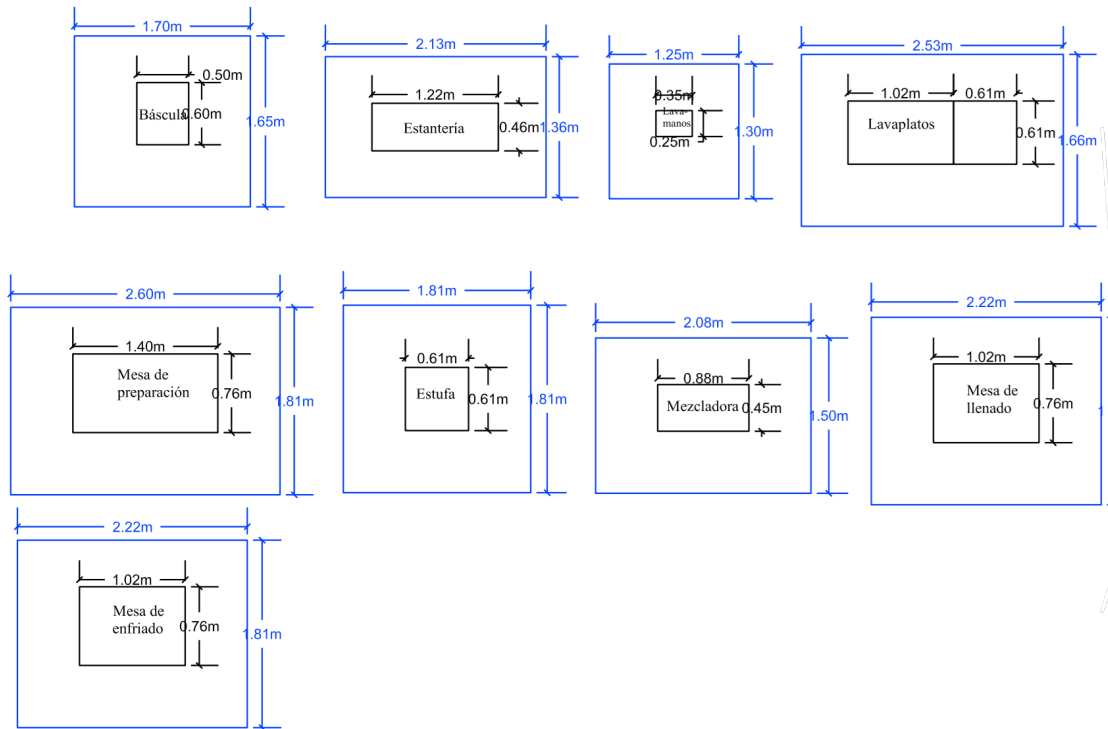 1.70m
0.50m
Báscula
0.60m
1.65m
2.13m
1.22m
Estantería
0.46m
1.36m
1.25m
0.35m
Lava-
manos
0.25m
1.30m
2.53m
1.02m
0.61m
Lavaplatos
0.61m
1.66m
2.60m
1.40m
Mesa de
preparación
0.76m
1.81m
1.81m
0.61m
Estufa
0.61m
1.81m
2.08m
0.88m
Mezcladora
0.45m
1.50m
2.22m
1.02m
Mesa de
llenado
0.76m
2.22m
1.02m
Mesa de
enfriado
0.76m
1.81m